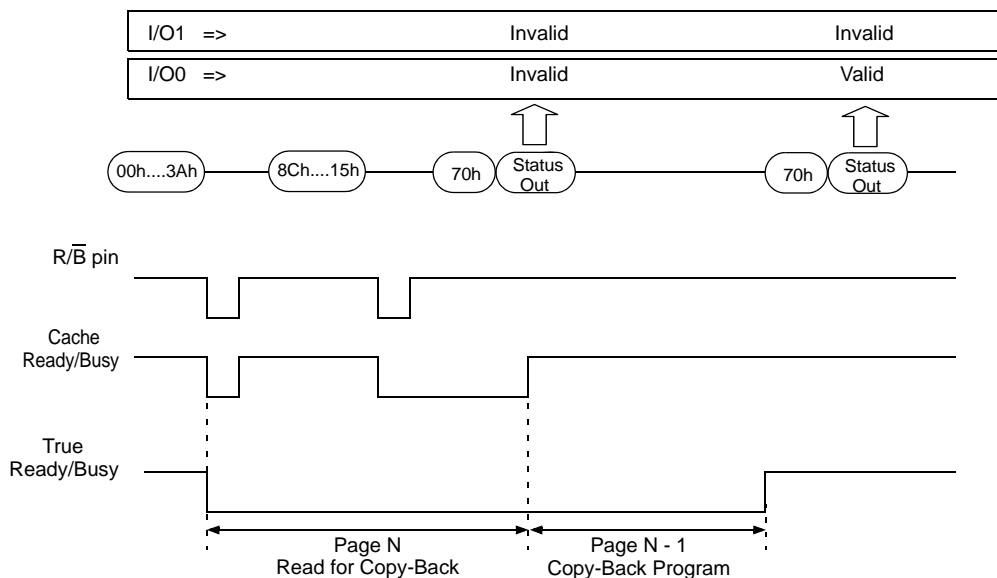 I/O1 => Invalid Invalid
I/O0 => Invalid Valid
00h....3Ah 8Ch....15h 70h Status Out 70h Status Out
R/B̅ pin
Cache
Ready/Busy
True
Ready/Busy
Page N Page N - 1
Read for Copy-Back Copy-Back Program